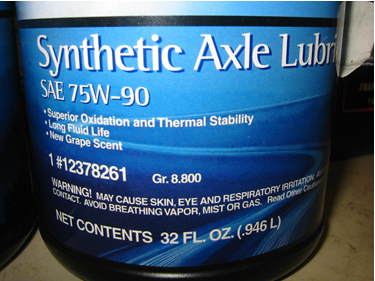 Synthetic Axle Lubri
SAE 75W-90
• Superior Oxidation and Thermal Stability
• Long Fluid Life
• New Grape Scent
1 #12378261 Gr. 8.800
WARNING! MAY CAUSE SKIN, EYE AND RESPIRATORY IRRITATION,
CONTACT. AVOID BREATHING VAPOR, MIST OR GAS. Read Other Cautions
NET CONTENTS 32 FL. OZ. (.946 L)